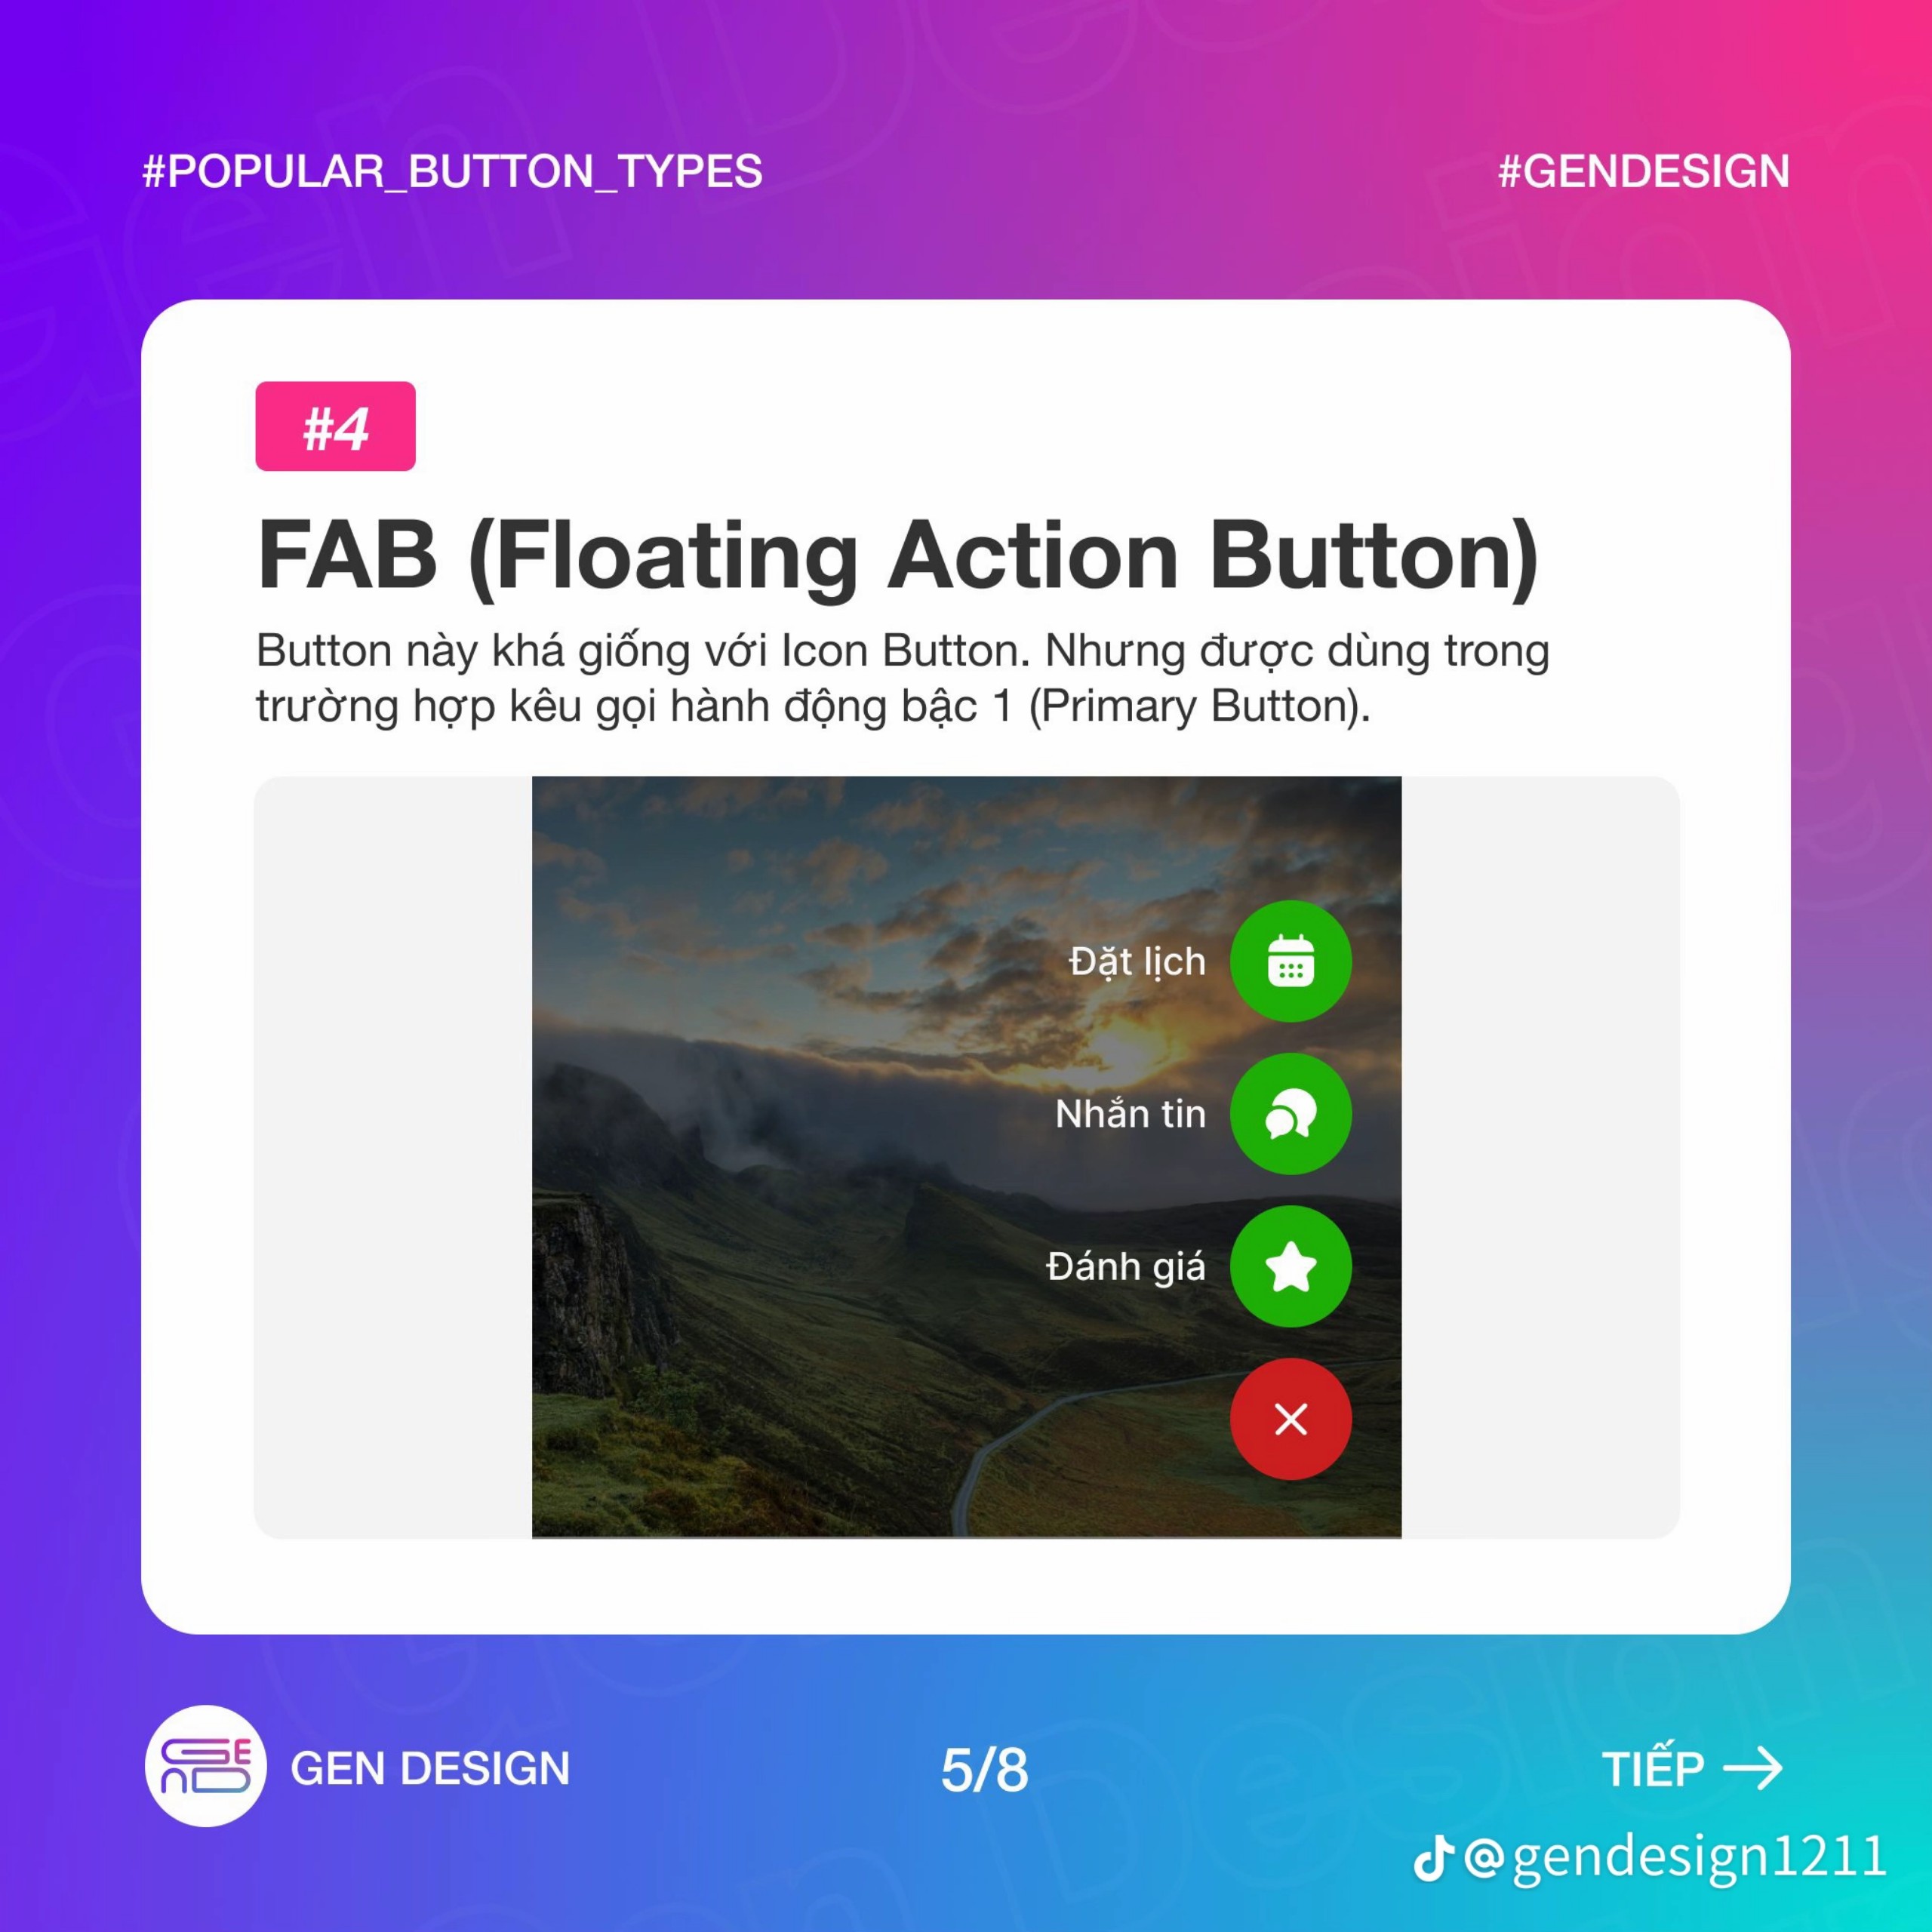 #POPULAR_BUTTON_TYPES
#GENDESIGN
#4
FAB (Floating Action Button)
Button này khá giống với Icon Button. Nhưng được dùng trong
trường hợp kêu gọi hành động bậc 1 (Primary Button).
Đặt lịch
Nhắn tin
Đánh giá
GEN DESIGN
5/8
TIẾP →
@gendesign1211